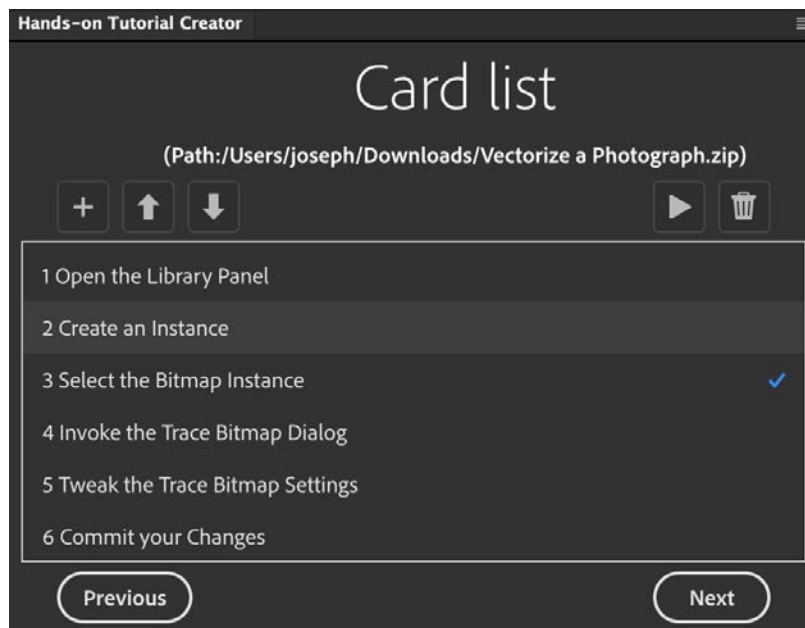 Hands-on Tutorial Creator
Card list
(Path:/Users/joseph/Downloads/Vectorize a Photograph.zip)
1 Open the Library Panel
2 Create an Instance
3 Select the Bitmap Instance
4 Invoke the Trace Bitmap Dialog
5 Tweak the Trace Bitmap Settings
6 Commit your Changes
Previous
Next